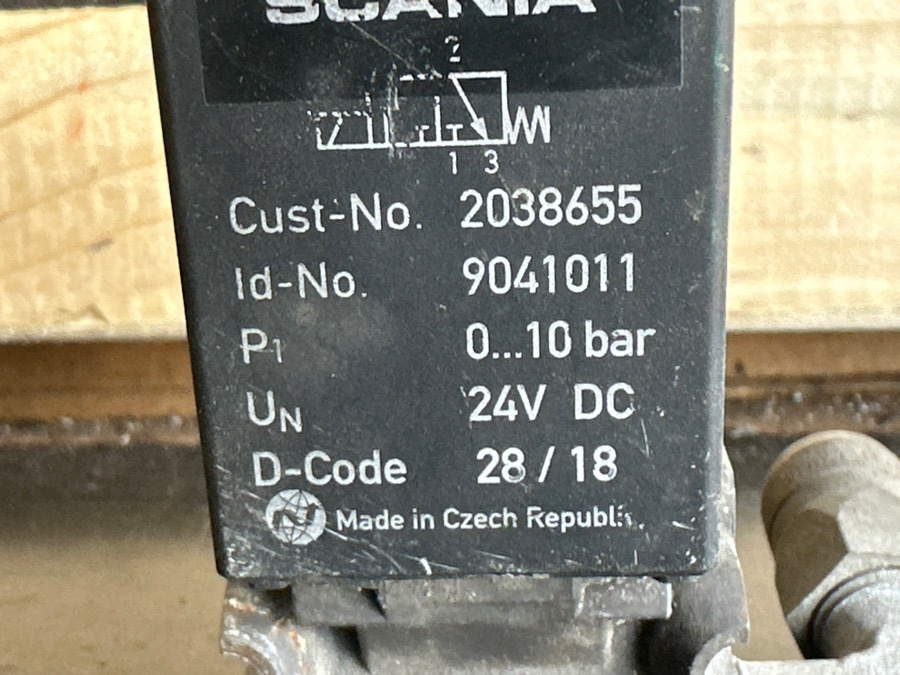 SCANIA
2
1 3
Cust-No. 2038655
Id-No. 9041011
P1 0...10 bar
UN 24V DC
D-Code 28 / 18
Made in Czech Republic.